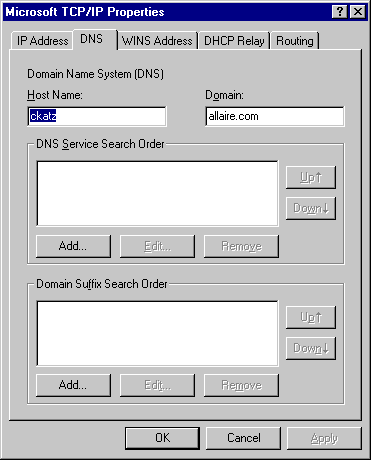 Microsoft TCP/IP Properties
IP Address DNS WINS Address DHCP Relay Routing
Domain Name System (DNS)
Host Name: Domain:
ckatz allaire.com
DNS Service Search Order
Up↑
Down↓
Add... Edit... Remove
Domain Suffix Search Order
Up↑
Down↓
Add... Edit... Remove
OK Cancel Apply